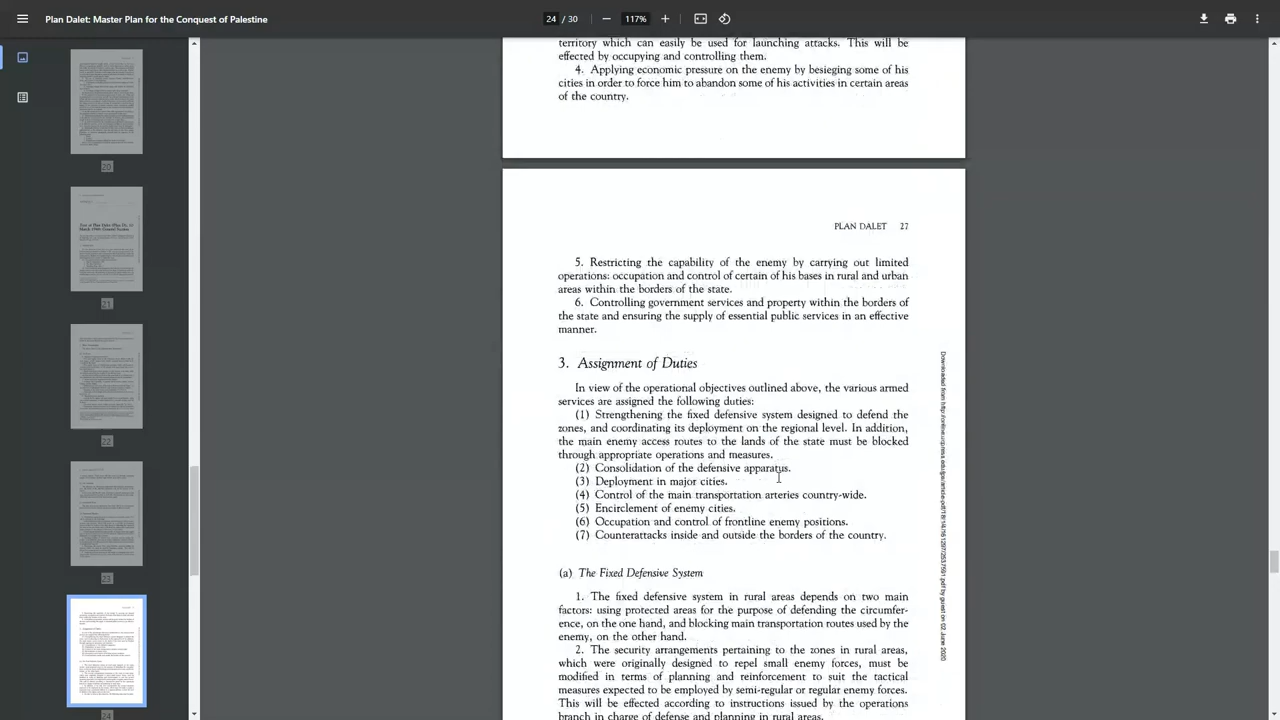 Plan Dalet: Master Plan for the Conquest of Palestine
24 / 30
117%
20
21
22
23
24
territory which can easily be used for launching attacks. This will be
effected by occupying and controlling them.
4. Applying economic pressure on the enemy by besieging some of his
cities in order to force him to abandon some of his activities in certain areas
of the country.
PLAN DALET 27
5. Restricting the capability of the enemy by carrying out limited
operations: occupation and control of certain of his bases in rural and urban
areas within the borders of the state.
6. Controlling government services and property within the borders of
the state and ensuring the supply of essential public services in an effective
manner.
3. Assignment of Duties
In view of the operational objectives outlined above, the various armed
services are assigned the following duties:
(1) Strengthening the fixed defensive system designed to defend the
zones, and coordinating its deployment on the regional level. In addition,
the main enemy access routes to the lands of the state must be blocked
through appropriate operations and measures.
(2) Consolidation of the defensive apparatus.
(3) Deployment in major cities.
(4) Control of the main transportation arteries country-wide.
(5) Encirclement of enemy cities.
(6) Occupation and control of frontline enemy positions.
(7) Counterattacks inside and outside the borders of the country.
(a) The Fixed Defensive System
1. The fixed defensive system in rural areas depends on two main
factors: using protected areas for the purpose of defending the circumfer-
ence, on the one hand, and blocking main transportation routes used by the
enemy, on the other hand.
2. The security arrangements pertaining to the zones in rural areas,
which were originally designed to repel small enemy forces, must be
modified in terms of planning and reinforcement to suit the tactical
measures expected to be employed by semi-regular or regular enemy forces.
This will be effected according to instructions issued by the operations
branch in charge of defense and planning in rural areas.
by guest on 02 June 2020